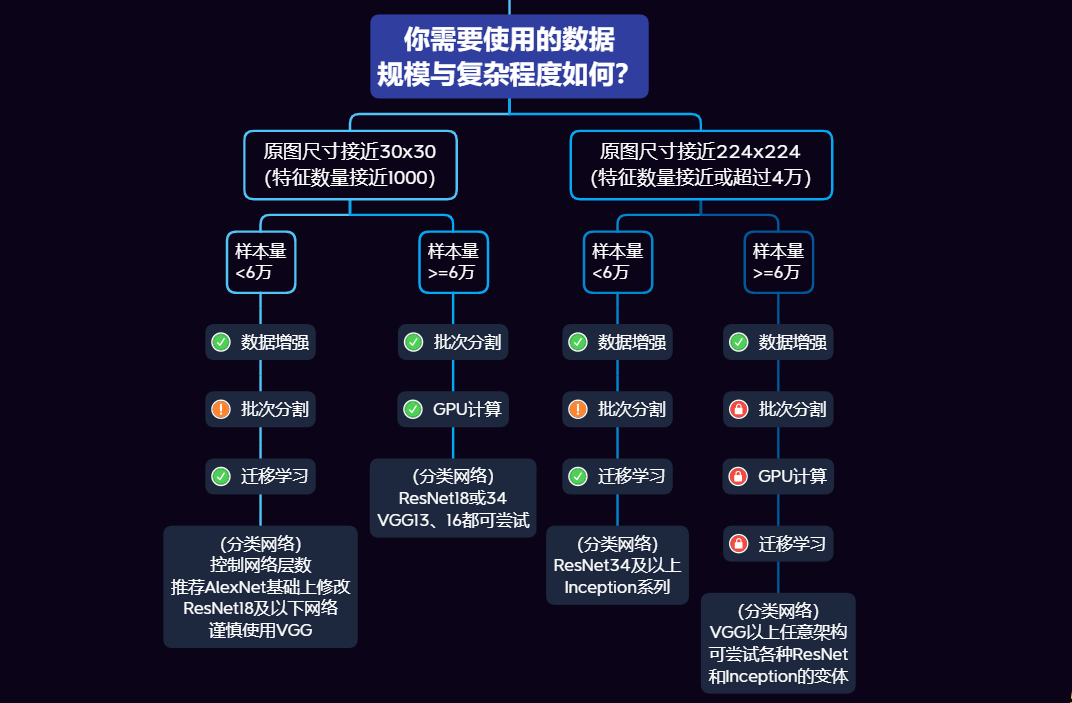 你需要使用的数据
规模与复杂程度如何?
原图尺寸接近30x30
(特征数量接近1000)
原图尺寸接近224x224
(特征数量接近或超过4万)
样本量
<6万
样本量
>=6万
样本量
<6万
样本量
>=6万
数据增强
批次分割
数据增强
数据增强
批次分割
GPU计算
批次分割
批次分割
迁移学习
(分类网络)
ResNet18或34
VGG13、16都可尝试
迁移学习
GPU计算
(分类网络)
控制网络层数
推荐AlexNet基础上修改
ResNet18及以下网络
谨慎使用VGG
(分类网络)
ResNet34及以上
Inception系列
迁移学习
(分类网络)
VGG以上任意架构
可尝试各种ResNet
和Inception的变体